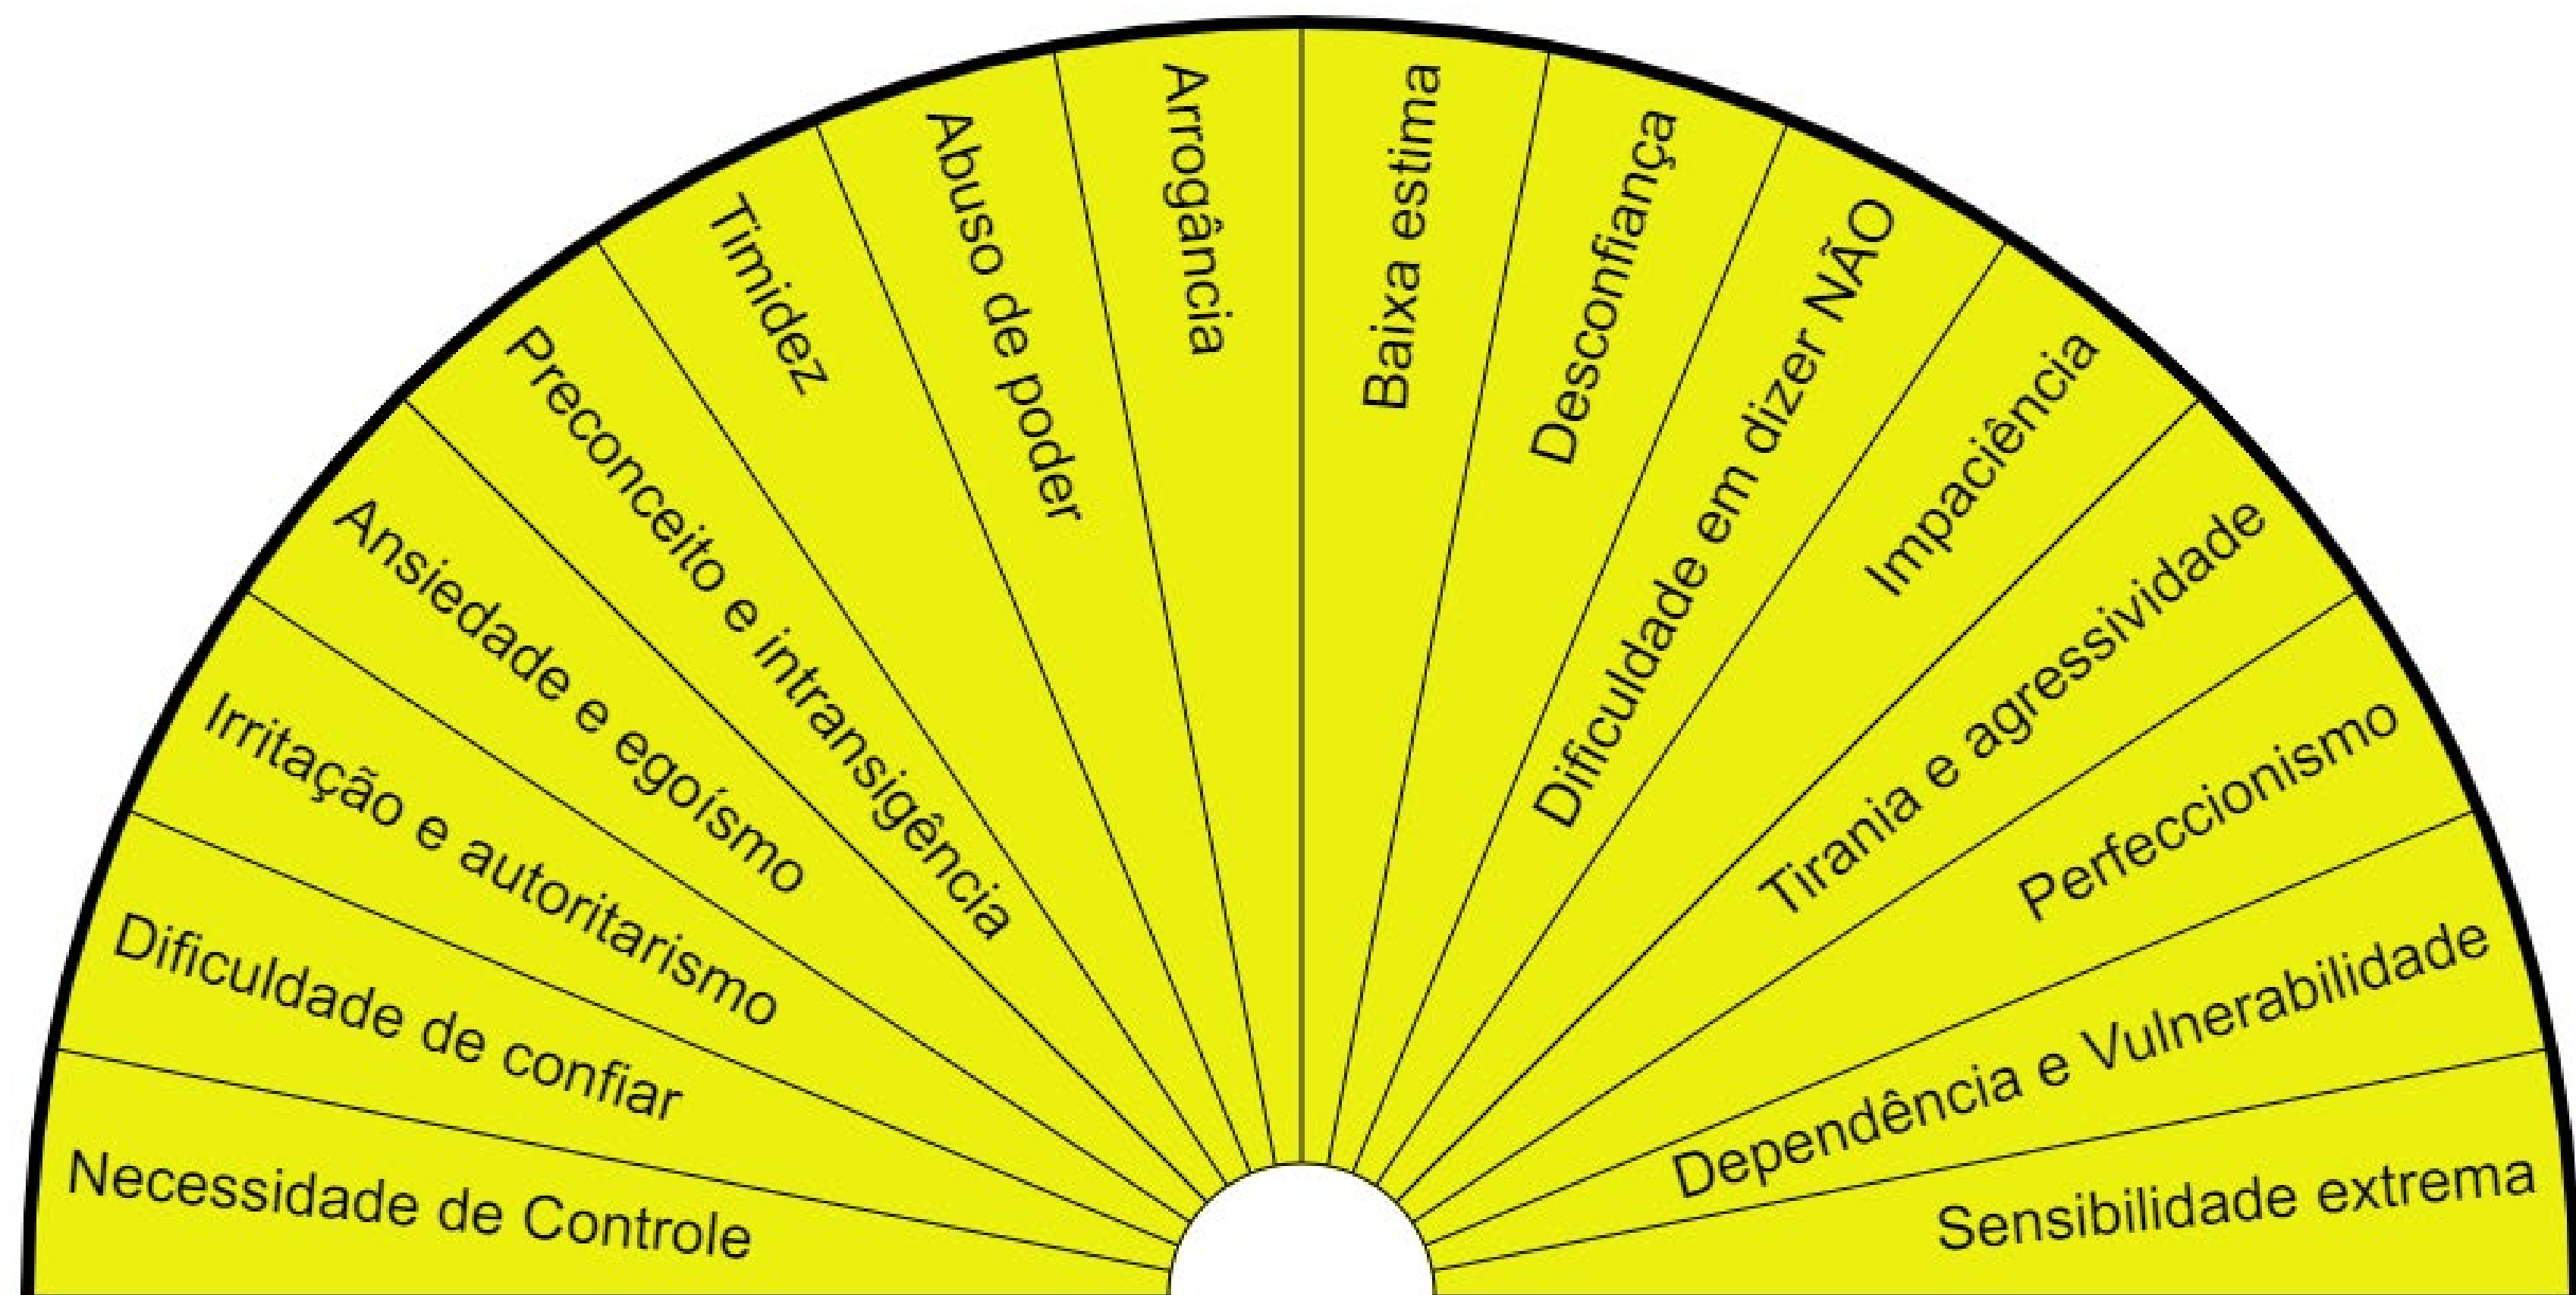 Necessidade de Controle
Dificuldade de confiar
Irritação e autoritarismo
Ansiedade e egoísmo
Preconceito e intransigência
Timidez
Abuso de poder
Arrogância
Baixa estima
Desconfiança
Dificuldade em dizer NÃO
Impaciência
Tirania e agressividade
Perfeccionismo
Dependência e Vulnerabilidade
Sensibilidade extrema